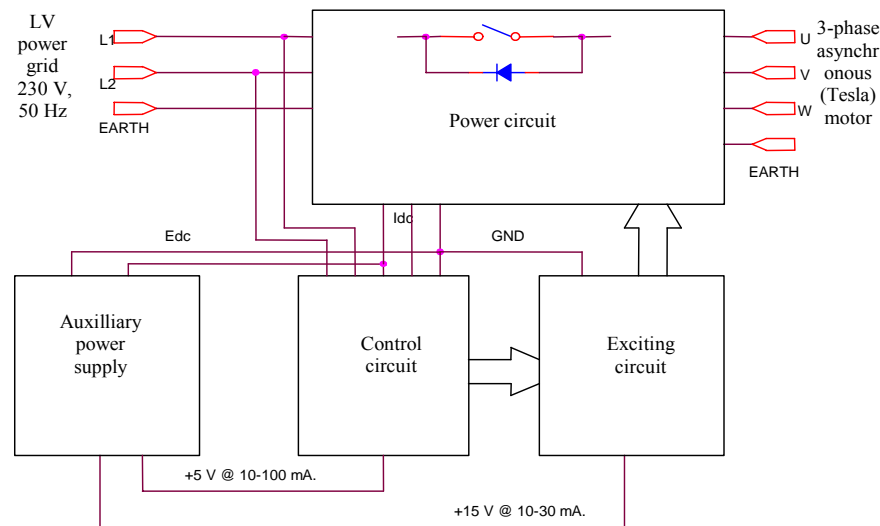 LV
power
grid
230 V,
50 Hz
L1
L2
EARTH
Power circuit
U
V
W
EARTH
3-phase
asynchr
onous
(Tesla)
motor
Idc
Edc
GND
Auxilliary
power
supply
Control
circuit
Exciting
circuit
+5 V @ 10-100 mA.
+15 V @ 10-30 mA.